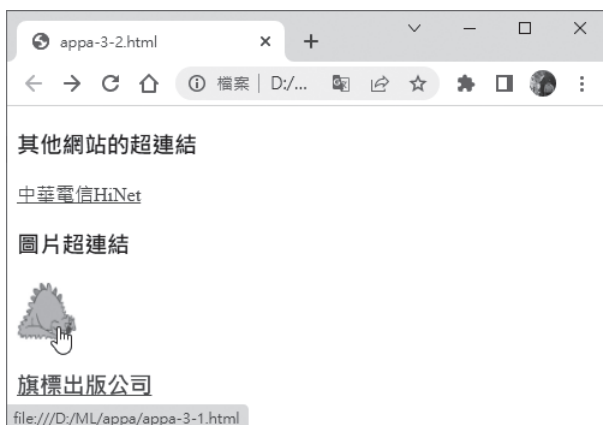 appa-3-2.html
檔案 D:/...
其他網站的超連結
中華電信HiNet
圖片超連結
旗標出版公司
file:///D:/ML/appa/appa-3-1.html